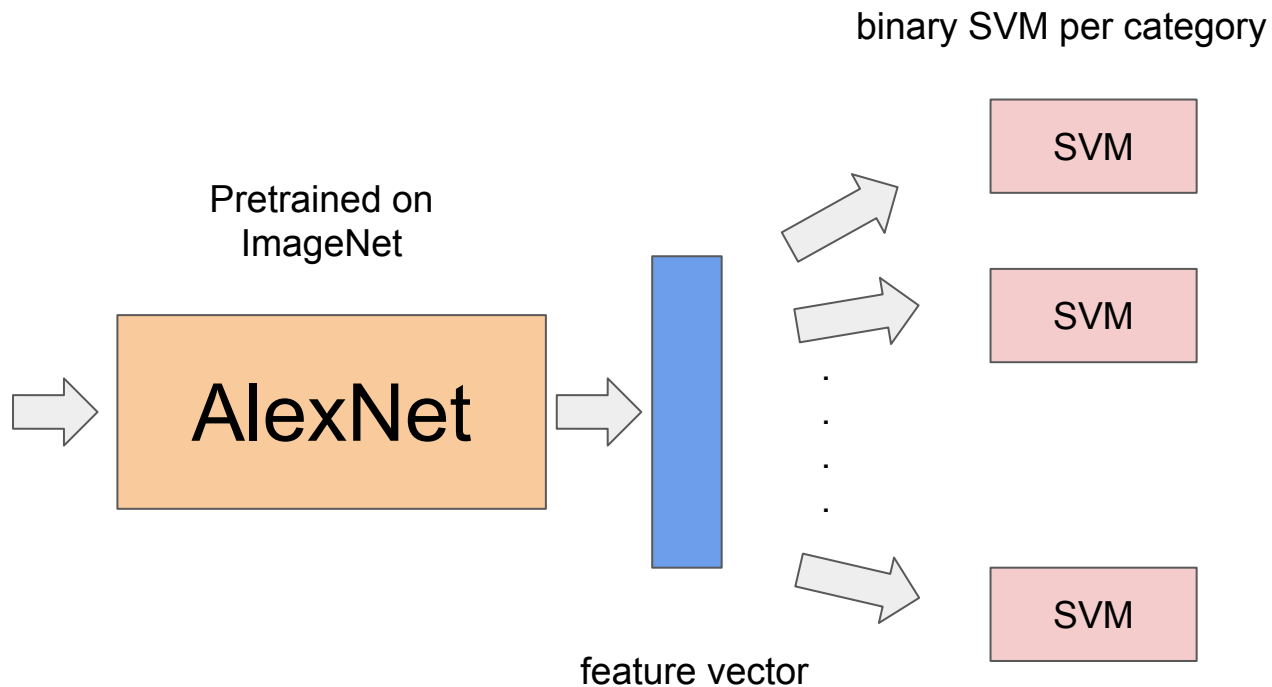 binary SVM per category
SVM
Pretrained on
ImageNet
SVM
AlexNet
.
.
.
.
SVM
feature vector